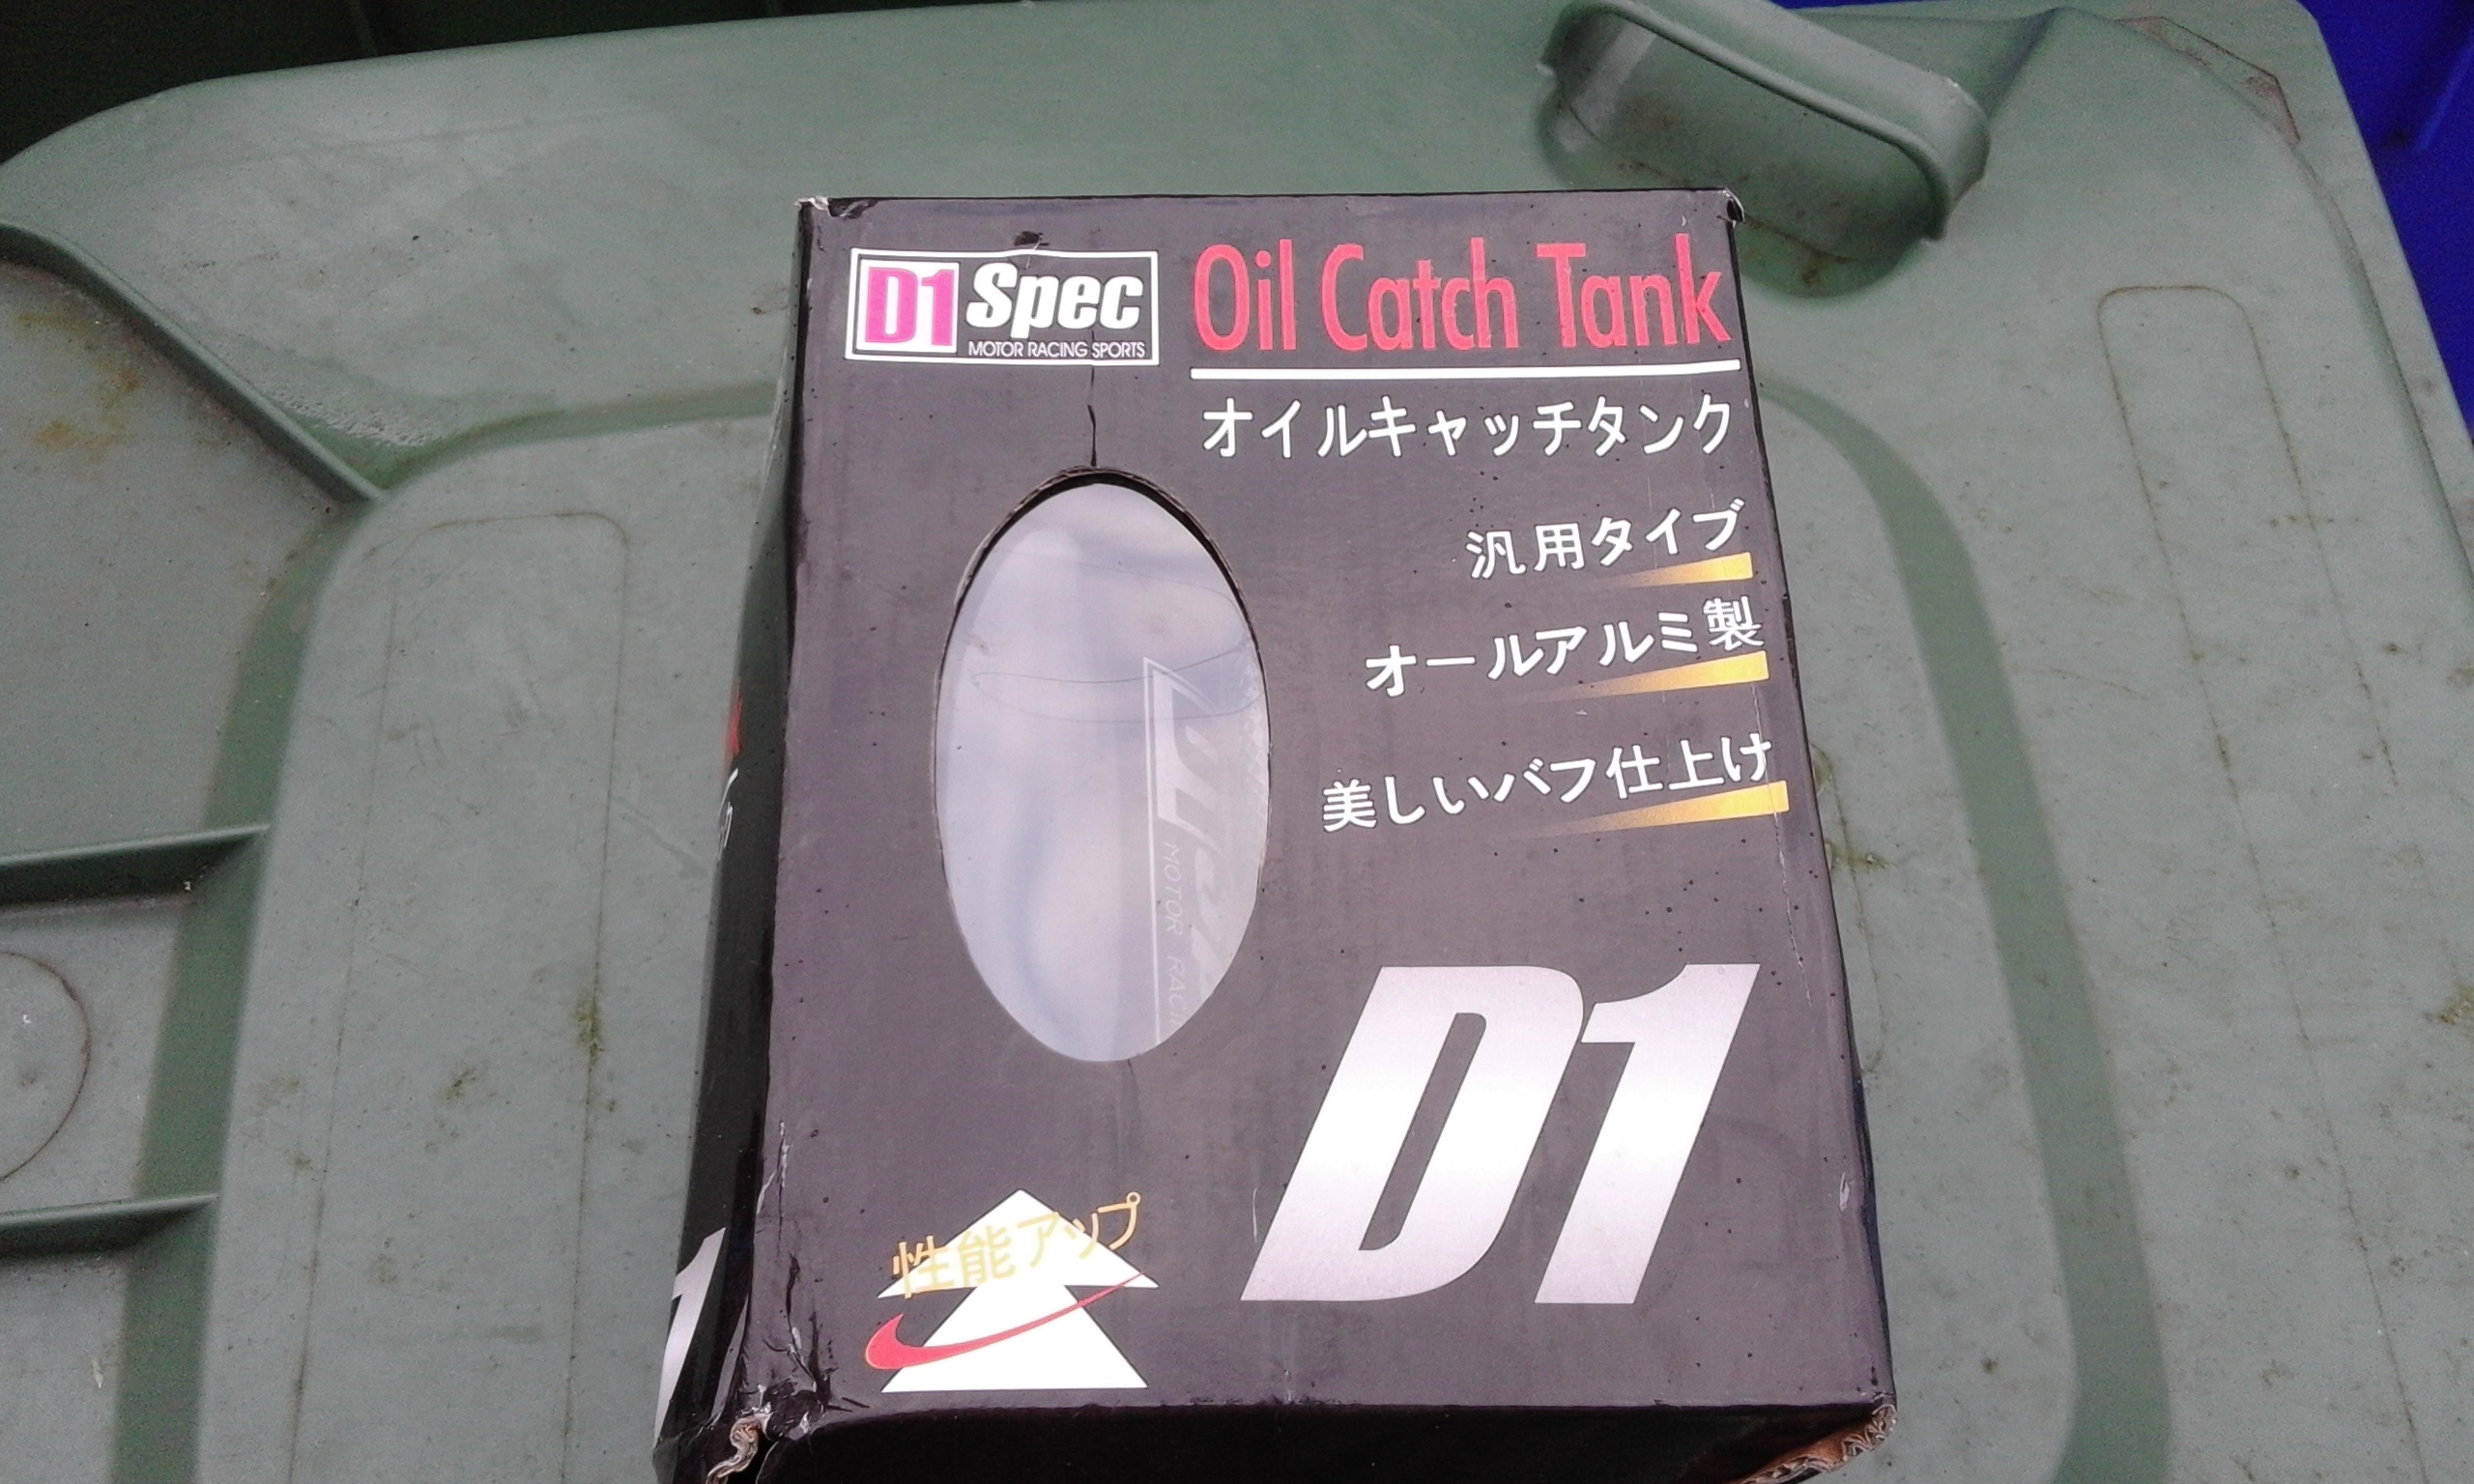 D1 Spec
MOTOR RACING SPORTS
Oil Catch Tank
オイルキャッチタンク
汎用タイプ
オールアルミ製
美しいバフ仕上げ
MOTOR
D1
性能アップ